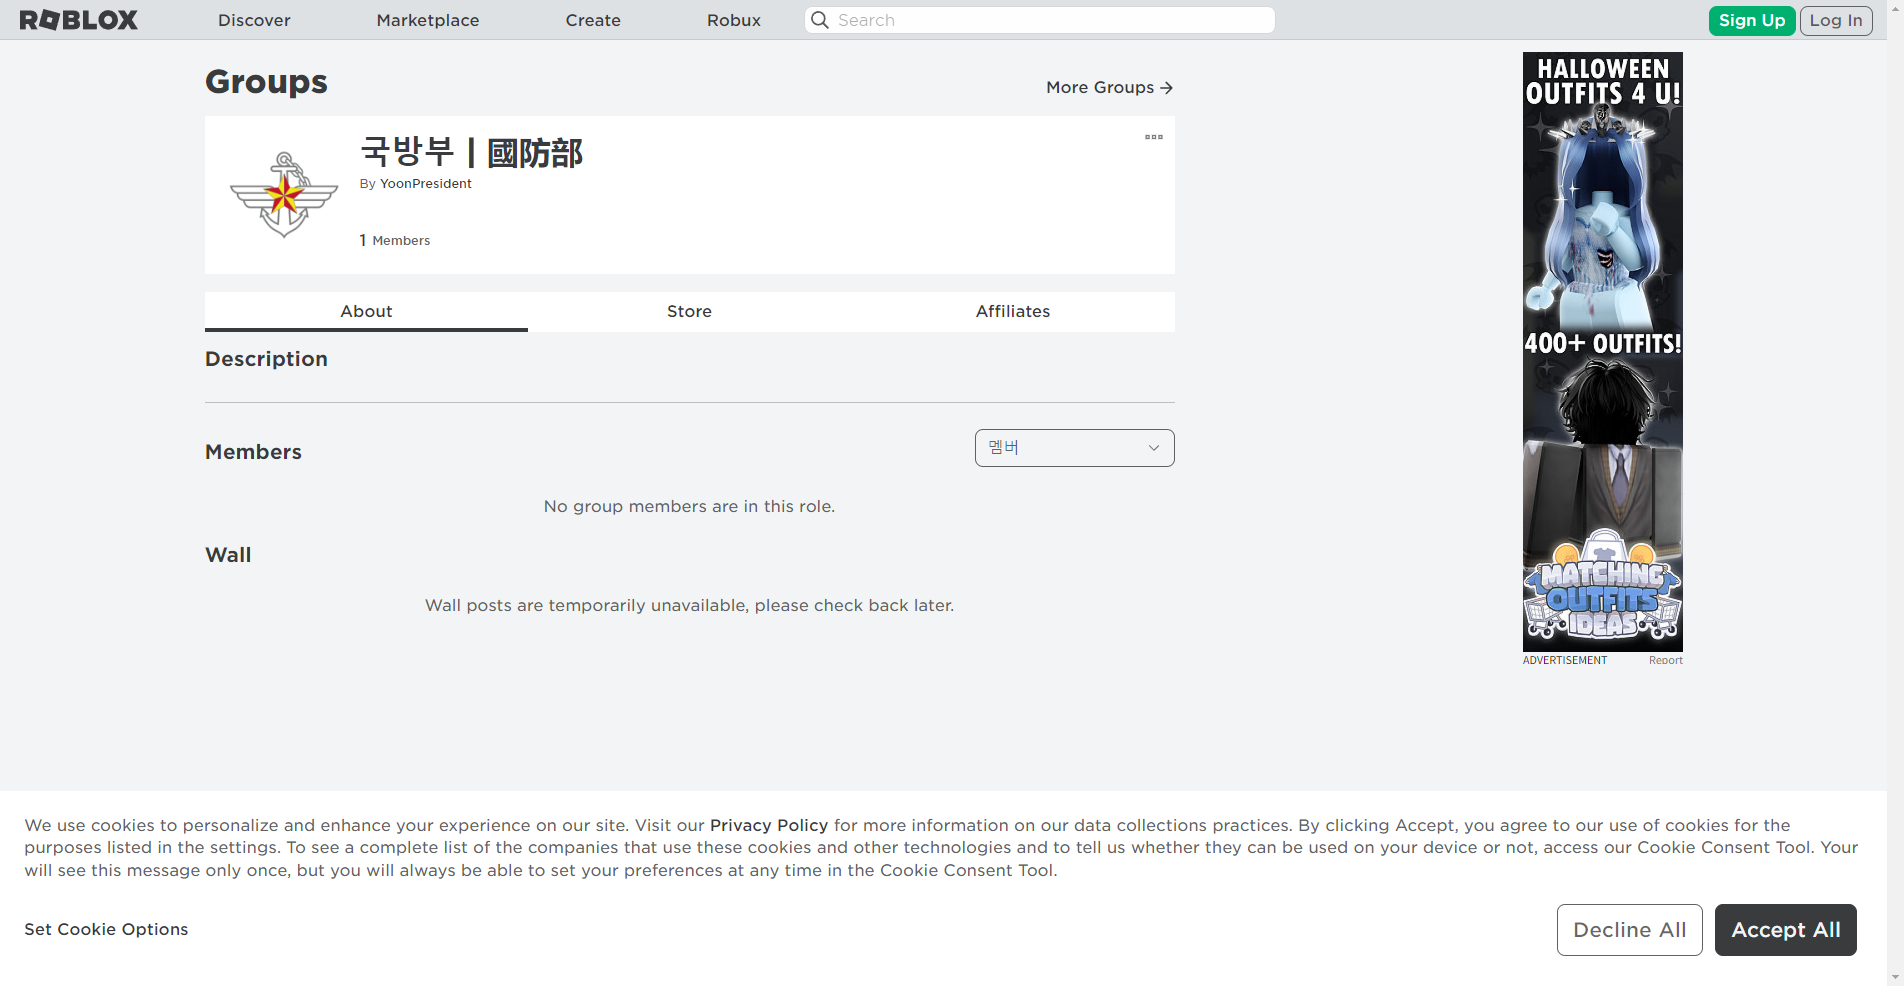 ROBLOX
Discover
Marketplace
Create
Robux
Search
Sign Up
Log In
Groups
More Groups
국방부 | 國防部
By YoonPresident
1 Members
About
Store
Affiliates
Description
Members
멤버
No group members are in this role.
Wall
Wall posts are temporarily unavailable, please check back later.
HALLOWEEN
OUTFITS 4 U!
400+ OUTFITS!
MATCHING
OUTFITS
IDEAS
ADVERTISEMENT
Report
We use cookies to personalize and enhance your experience on our site. Visit our Privacy Policy for more information on our data collections practices. By clicking Accept, you agree to our use of cookies for the
purposes listed in the settings. To see a complete list of the companies that use these cookies and other technologies and to tell us whether they can be used on your device or not, access our Cookie Consent Tool. Your
will see this message only once, but you will always be able to set your preferences at any time in the Cookie Consent Tool.
Set Cookie Options
Decline All
Accept All